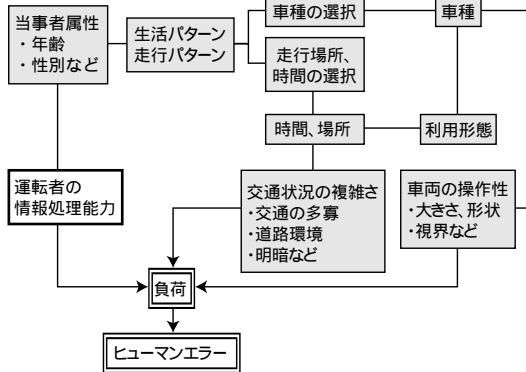 当事者属性
・年齢
・性別など
生活パターン
走行パターン
車種の選択
車種
走行場所、
時間の選択
時間、場所
利用形態
運転者の
情報処理能力
交通状況の複雑さ
・交通の多寡
・道路環境
・明暗など
車両の操作性
・大きさ、形状
・視界など
負荷
ヒューマンエラー